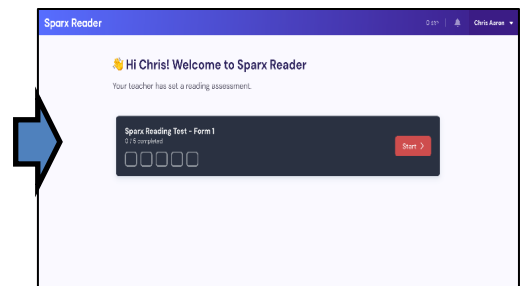 Sparx Reader
Chris Aaron
👋 Hi Chris! Welcome to Sparx Reader
Your teacher has set a reading assessment.
Sparx Reading Test - Form 1
0 / 5 completed
Start >